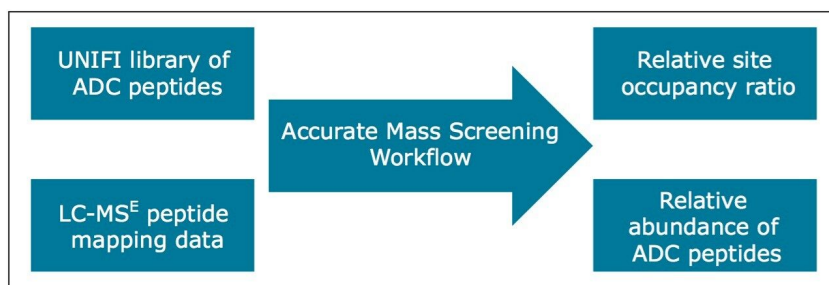 UNIFI library of
ADC peptides
LC-MSᴱ peptide
mapping data
Accurate Mass Screening
Workflow
Relative site
occupancy ratio
Relative
abundance of
ADC peptides